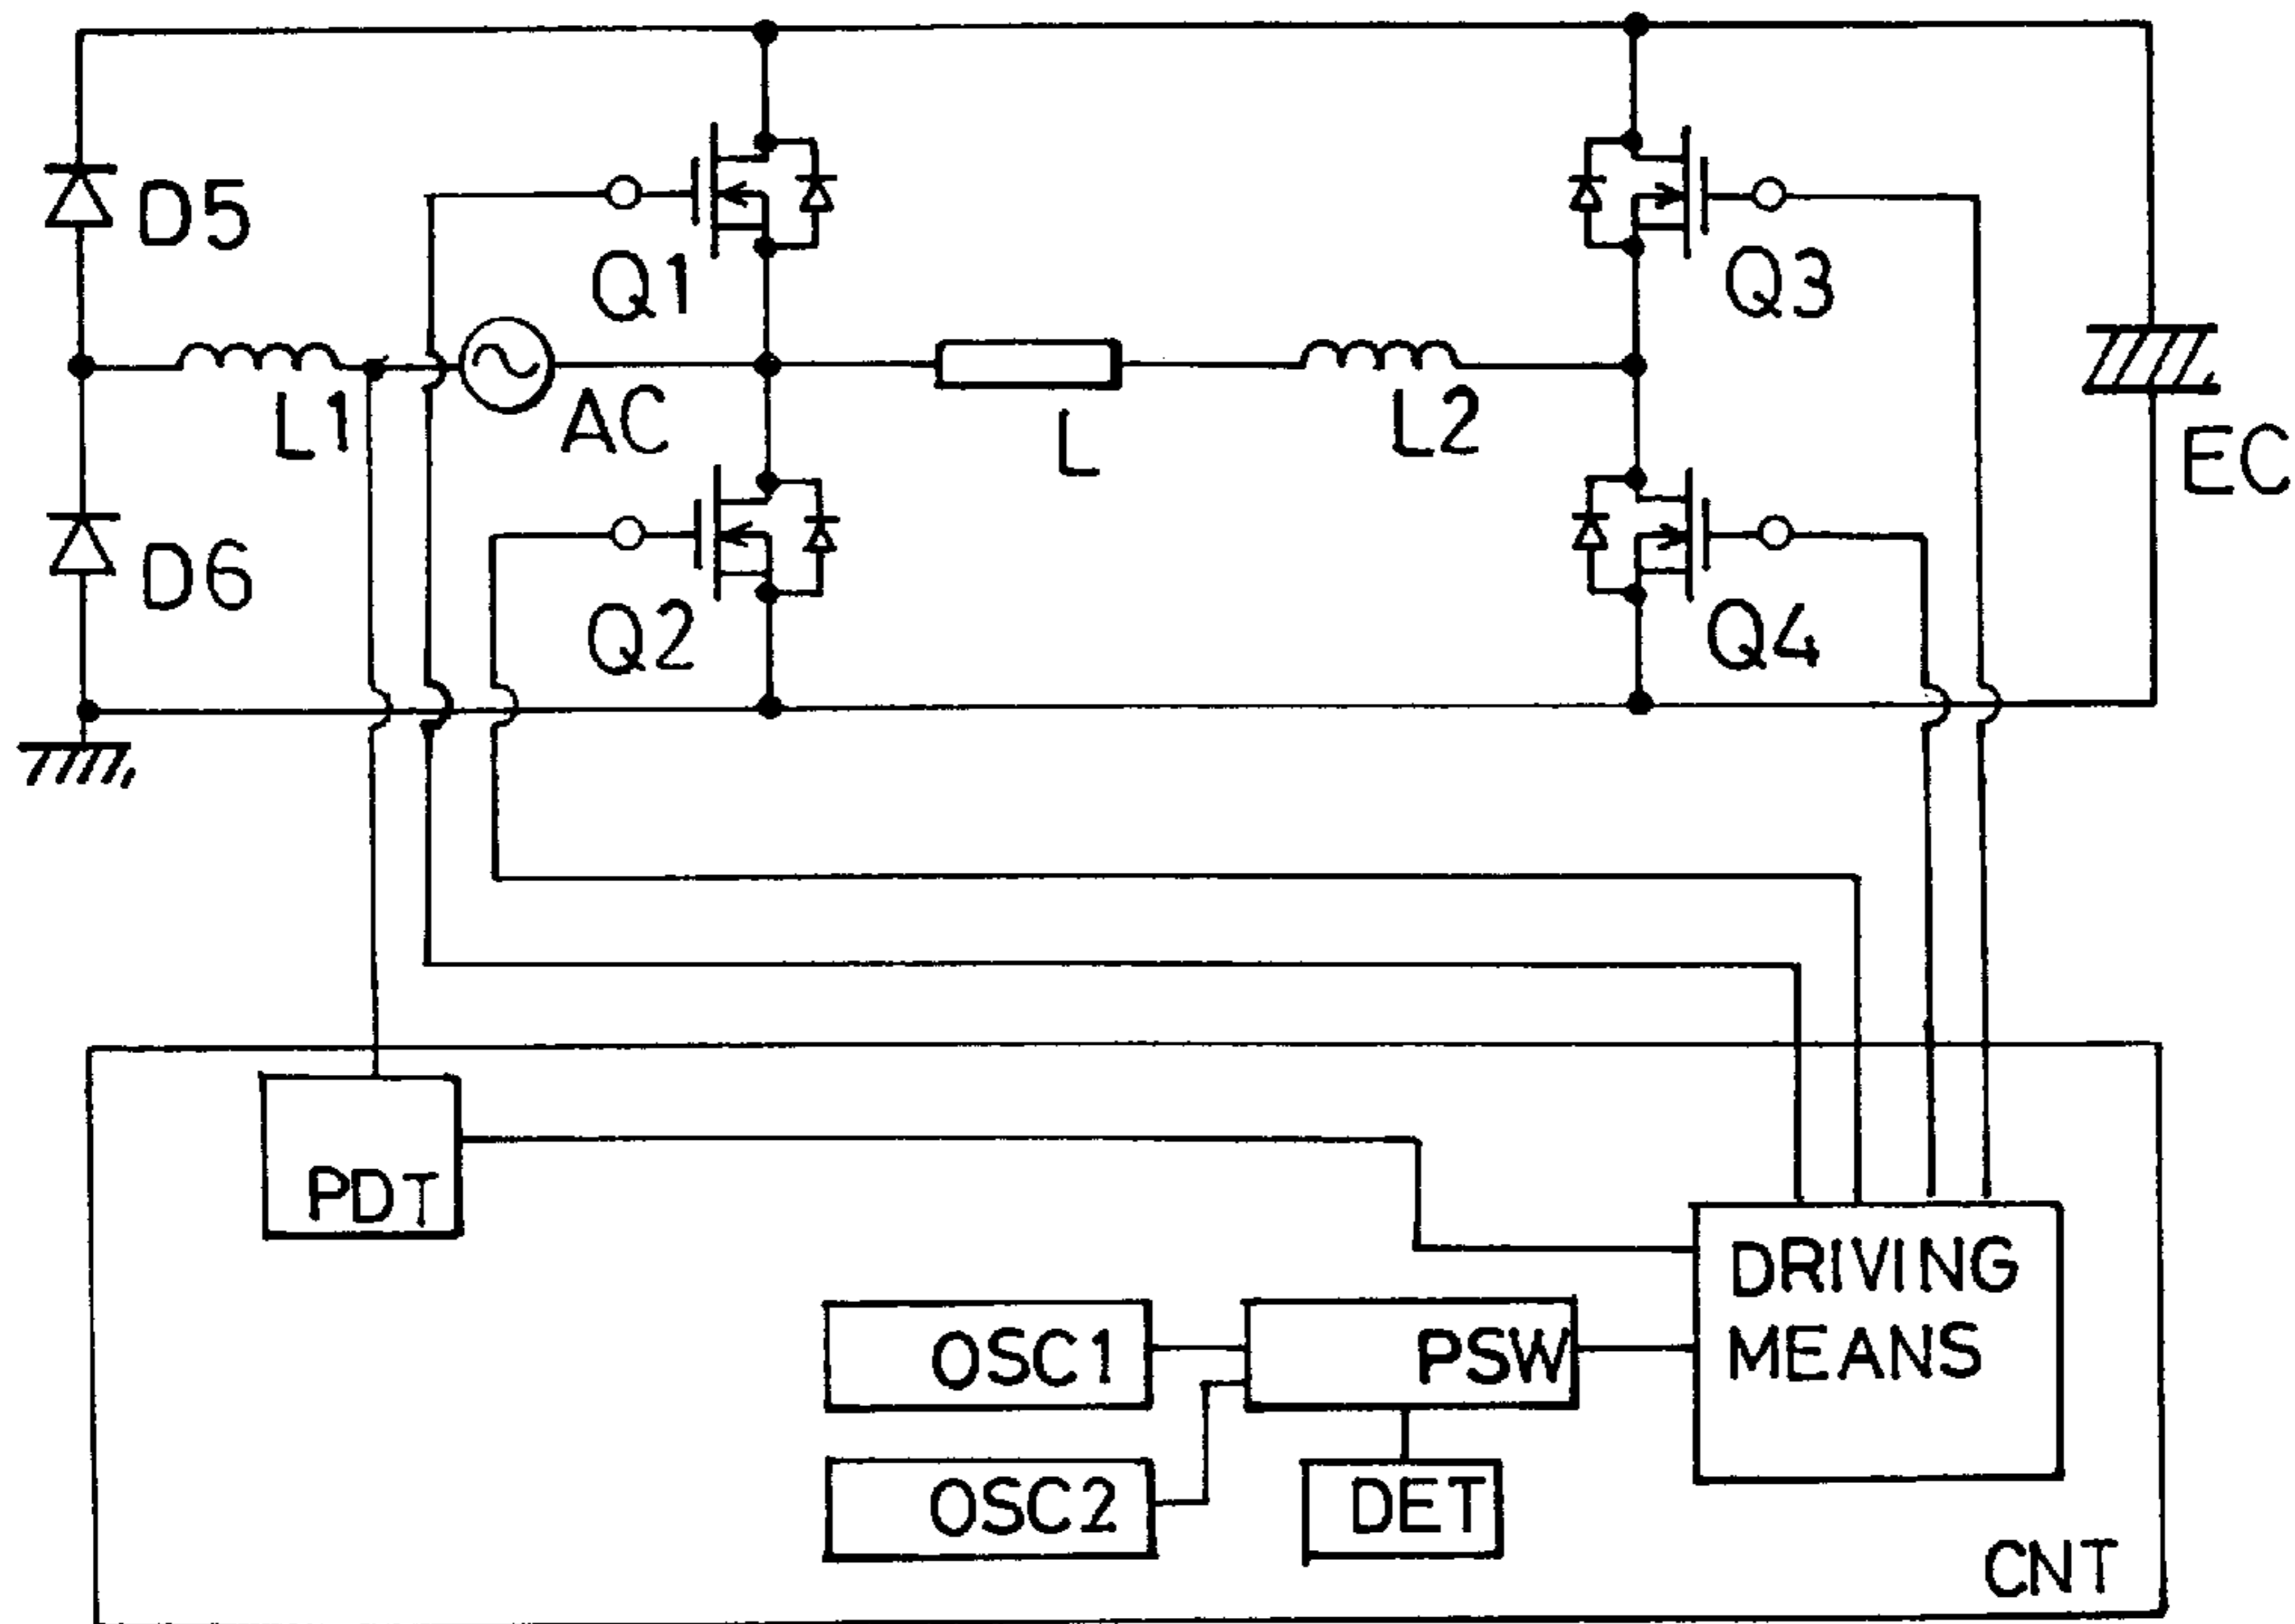 D5
Q1
Q3
L1
AC
L
L2
EC
D6
Q2
Q4
PDT
DRIVING
MEANS
OSC1
PSW
OSC2
DET
CNT